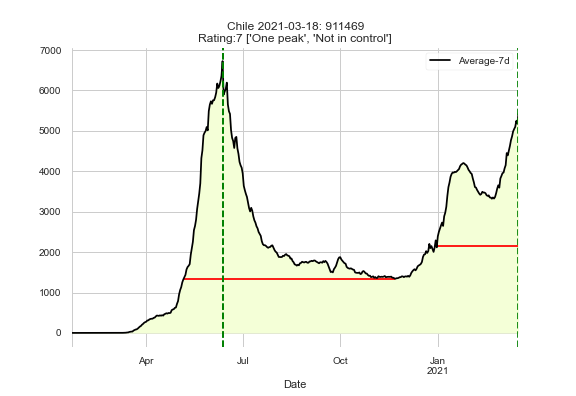 Chile 2021-03-18: 911469
Rating:7 ['One peak', 'Not in control']
Average-7d
7000
6000
5000
4000
3000
2000
1000
0
Apr
Jul
Oct
Jan
2021
Date